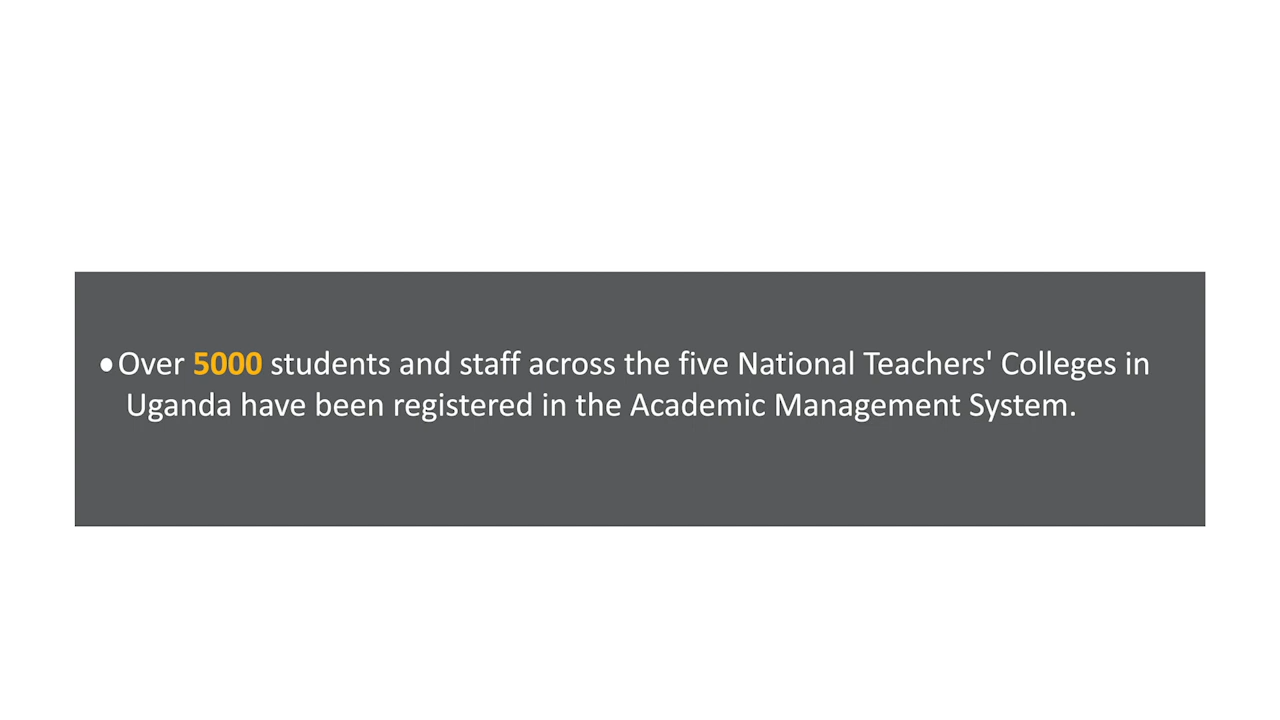 •Over 5000 students and staff across the five National Teachers' Colleges in
Uganda have been registered in the Academic Management System.